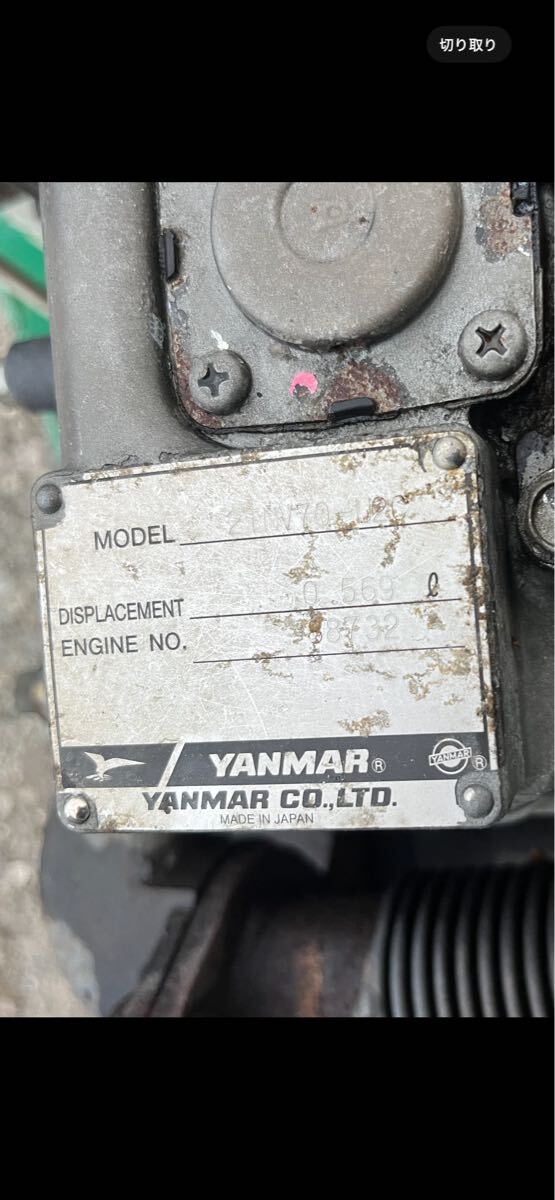 切り取り
MODEL
DISPLACEMENT 0.569 ℓ
ENGINE NO.
YANMAR®
YANMAR ®
YANMAR CO.,LTD.
MADE IN JAPAN